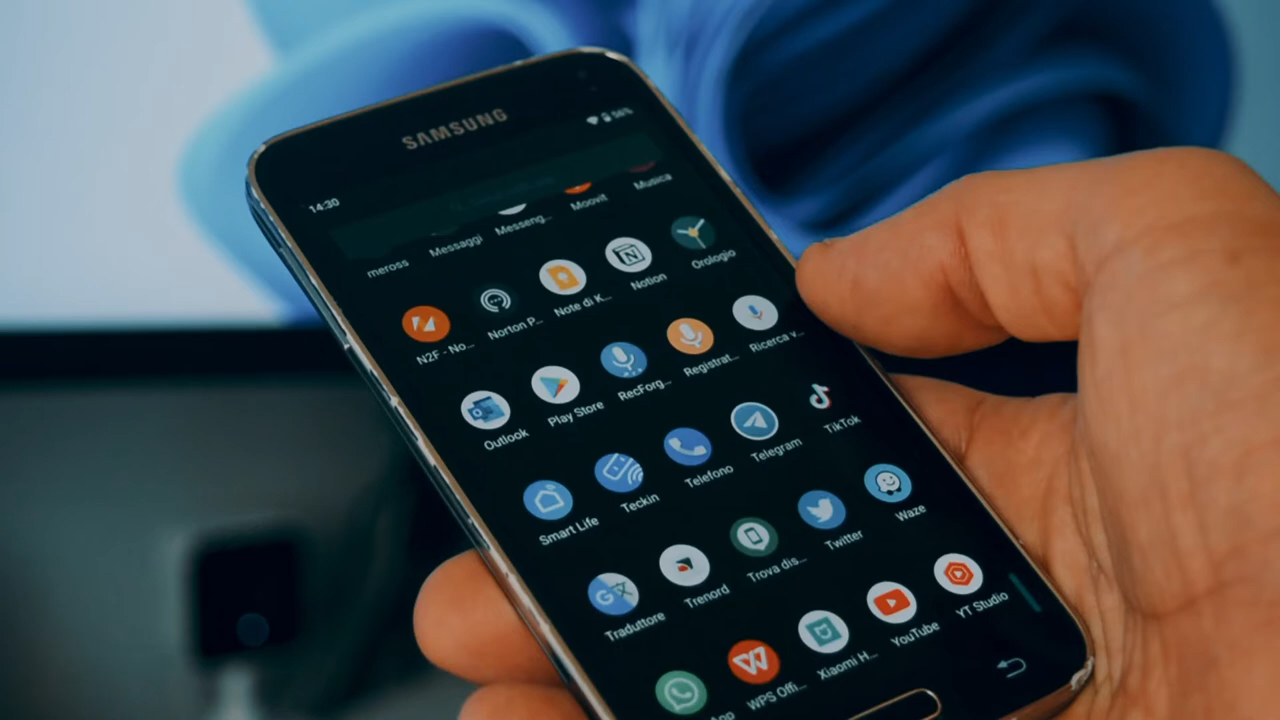 SAMSUNG
14:30
meross Messaggi Messeng... Moovit Musica
N2F - No... Norton P... Note di K... Notion Orologio
Outlook Play Store RecForg... Registrat... Ricerca v...
Smart Life Teckin Telefono Telegram TikTok
Traduttore Trenord Trova dis... Twitter Waze
WPS Offi... Xiaomi H... YouTube YT Studio